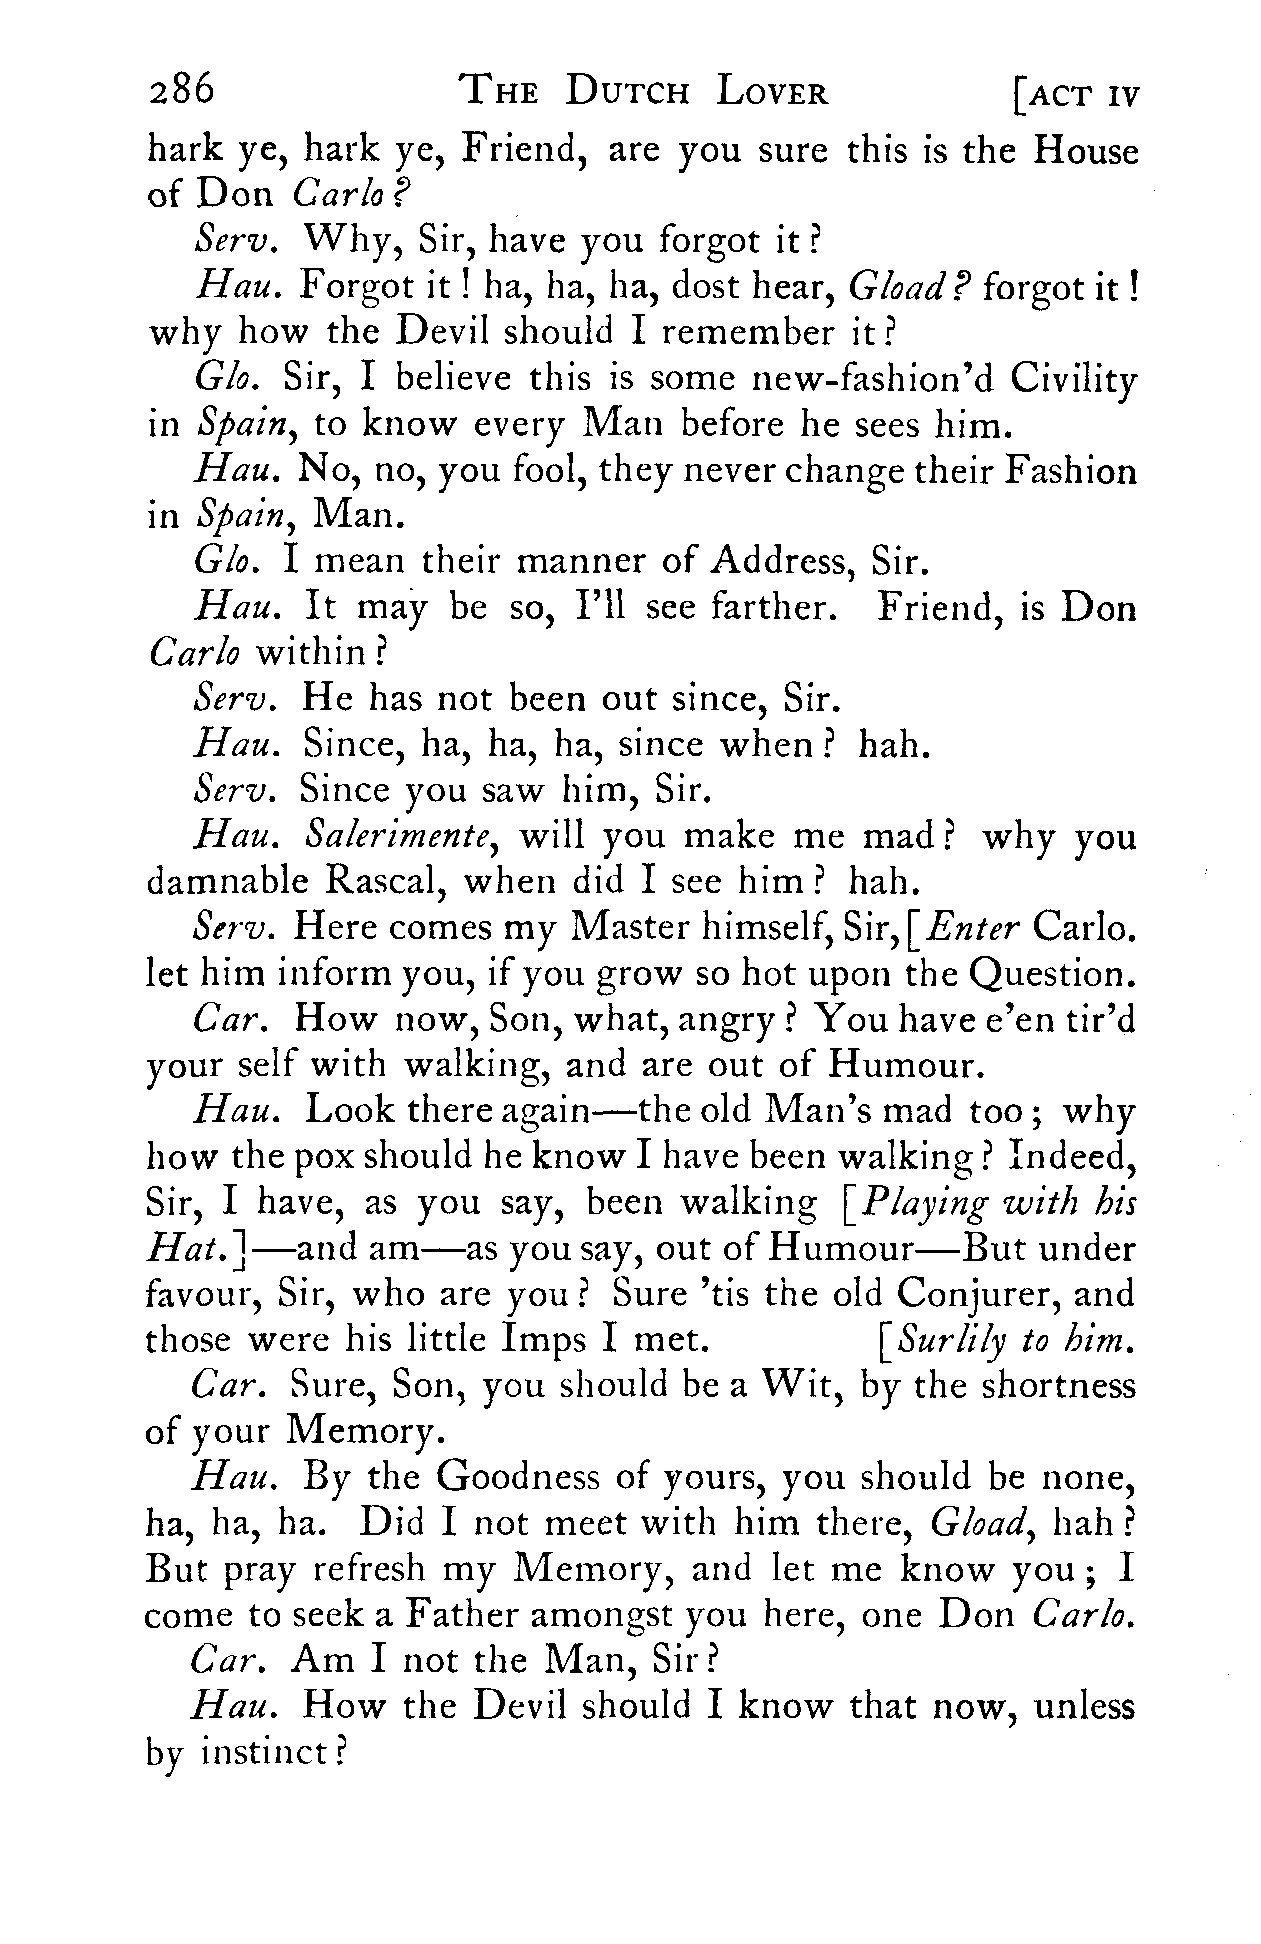 286 THE DUTCH LOVER [ACT IV
hark ye, hark ye, Friend, are you sure this is the House
of Don Carlo?
Serv. Why, Sir, have you forgot it?
Hau. Forgot it! ha, ha, ha, dost hear, Gload? forgot it!
why how the Devil should I remember it?
Glo. Sir, I believe this is some new-fashion'd Civility
in Spain, to know every Man before he sees him.
Hau. No, no, you fool, they never change their Fashion
in Spain, Man.
Glo. I mean their manner of Address, Sir.
Hau. It may be so, I'll see farther. Friend, is Don
Carlo within?
Serv. He has not been out since, Sir.
Hau. Since, ha, ha, ha, since when? hah.
Serv. Since you saw him, Sir.
Hau. Salerimente, will you make me mad? why you
damnable Rascal, when did I see him? hah.
Serv. Here comes my Master himself, Sir, [Enter Carlo.
let him inform you, if you grow so hot upon the Question.
Car. How now, Son, what, angry? You have e'en tir'd
your self with walking, and are out of Humour.
Hau. Look there again—the old Man's mad too; why
how the pox should he know I have been walking? Indeed,
Sir, I have, as you say, been walking [Playing with his
Hat.]—and am—as you say, out of Humour—But under
favour, Sir, who are you? Sure 'tis the old Conjurer, and
those were his little Imps I met. [Surlily to him.
Car. Sure, Son, you should be a Wit, by the shortness
of your Memory.
Hau. By the Goodness of yours, you should be none,
ha, ha, ha. Did I not meet with him there, Gload, hah?
But pray refresh my Memory, and let me know you; I
come to seek a Father amongst you here, one Don Carlo.
Car. Am I not the Man, Sir?
Hau. How the Devil should I know that now, unless
by instinct?